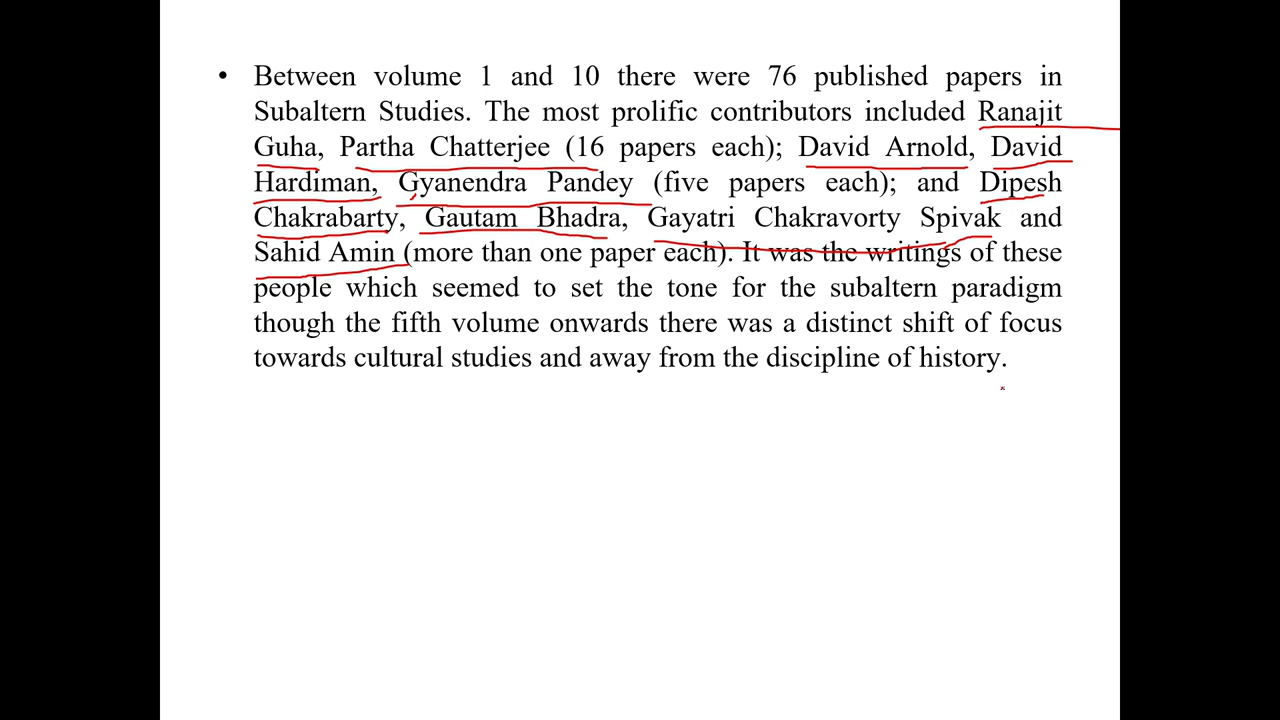 • Between volume 1 and 10 there were 76 published papers in
Subaltern Studies. The most prolific contributors included Ranajit
Guha, Partha Chatterjee (16 papers each); David Arnold, David
Hardiman, Gyanendra Pandey (five papers each); and Dipesh
Chakrabarty, Gautam Bhadra, Gayatri Chakravorty Spivak and
Sahid Amin (more than one paper each). It was the writings of these
people which seemed to set the tone for the subaltern paradigm
though the fifth volume onwards there was a distinct shift of focus
towards cultural studies and away from the discipline of history.